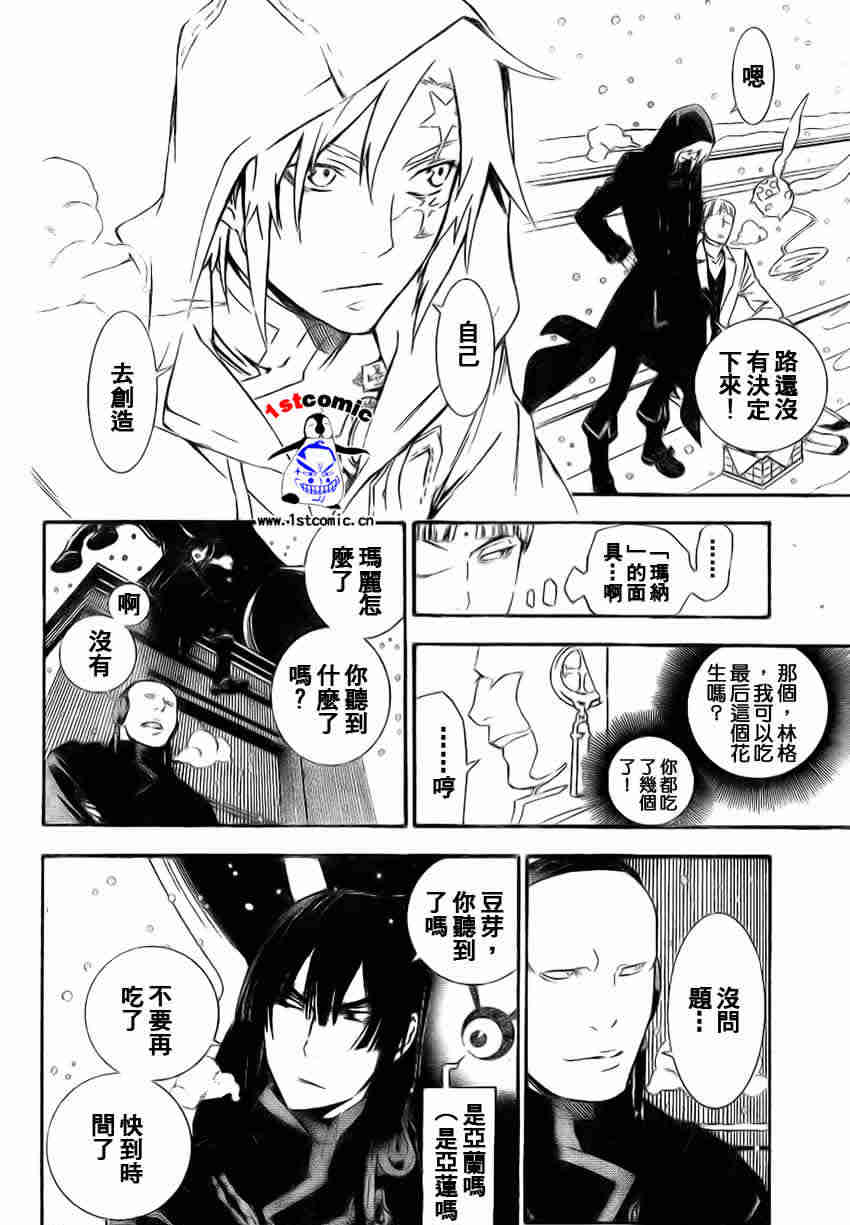 嗯
路還沒
有決定
下來！
自己
去創造
1stcomic
www.1stcomic.cn
……
「瑪納
」的面
具…啊
那個，林格
，我可以吃
最后這個花
生嗎？
你都吃
了幾個
了！
……哼
瑪麗怎
麼了
你聽到
什麼了
嗎？
啊
沒有
沒問
題…
豆芽，
你聽到
了嗎
是亞蘭嗎
（是亞蓮嗎
不要再
吃了
快到時
間了